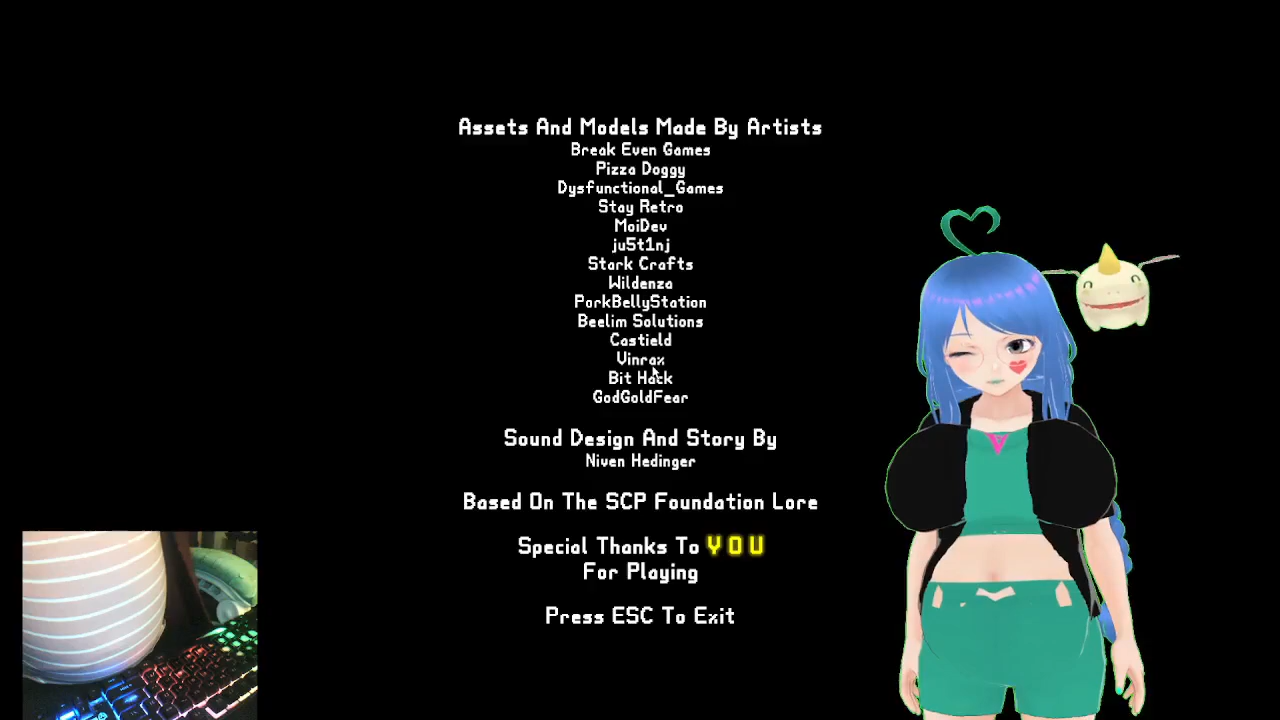 Assets And Models Made By Artists
Break Even Games
Pizza Doggy
Dysfunctional_Games
Stay Retro
MoiDev
ju5t1nj
Stark Crafts
Wildenza
PorkBellyStation
Beelim Solutions
Castield
Vinrax
Bit Hack
GodGoldFear
Sound Design And Story By
Niven Hedinger
Based On The SCP Foundation Lore
Special Thanks To YOU
For Playing
Press ESC To Exit